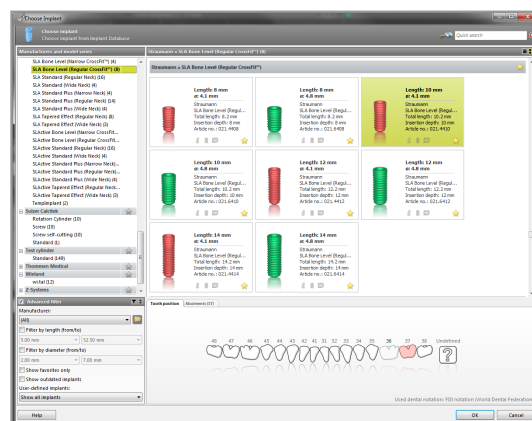 Choose Implant
Choose Implant
Choose implant from Implant Database
Quick search
Manufacturers and model series
SLA Bone Level (Narrow CrossFit™) (4)
SLA Bone Level (Regular CrossFit™) (8)
SLA Standard (Regular Neck) (16)
SLA Standard (Wide Neck) (4)
SLA Standard Plus (Narrow Neck) (4)
SLA Standard Plus (Regular Neck) (14)
SLA Standard Plus (Wide Neck) (4)
SLA Tapered Effect (Regular Neck) (8)
SLA Tapered Effect (Wide Neck) (3)
SLActive Bone Level (Narrow CrossFit...
SLActive Bone Level (Regular CrossFit...
SLActive Standard (Regular Neck) (10)
SLActive Standard (Wide Neck) (4)
SLActive Standard Plus (Narrow Neck)...
SLActive Standard Plus (Regular Neck...
SLActive Standard Plus (Wide Neck) (4)
SLActive Tapered Effect (Regular Neck...
SLActive Tapered Effect (Wide Neck) (3)
Templimplant (2)
Sulzer Calcitek
Rotation Cylinder (10)
Screw (10)
Screw self-cutting (10)
Standard (1)
Test cylinder
Standard (149)
Thommen Medical
Wieland
wi.tal (12)
Z Systems
Advanced filter
Manufacturer:
(All)
Filter by length (from/to)
5.00 mm
52.50 mm
Filter by diameter (from/to)
2.00 mm
7.00 mm
Show favorites only
Show outdated implants
User-defined implants:
Show all implants
Straumann » SLA Bone Level (Regular CrossFit™) (8)
Straumann » SLA Bone Level (Regular CrossFit™)
Length: 8 mm
ø: 4.1 mm
Straumann
SLA Bone Level (Regul...
Total length: 8.2 mm
Insertion depth: 8 mm
Article no.: 021.4408
Length: 8 mm
ø: 4.8 mm
Straumann
SLA Bone Level (Regul...
Total length: 8.2 mm
Insertion depth: 8 mm
Article no.: 021.6408
Length: 10 mm
ø: 4.1 mm
Straumann
SLA Bone Level (Regul...
Total length: 10.2 mm
Insertion depth: 10 mm
Article no.: 021.4410
Length: 10 mm
ø: 4.8 mm
Straumann
SLA Bone Level (Regul...
Total length: 10.2 mm
Insertion depth: 10 mm
Article no.: 021.6410
Length: 12 mm
ø: 4.1 mm
Straumann
SLA Bone Level (Regul...
Total length: 12.2 mm
Insertion depth: 12 mm
Article no.: 021.4412
Length: 12 mm
ø: 4.8 mm
Straumann
SLA Bone Level (Regul...
Total length: 12.2 mm
Insertion depth: 12 mm
Article no.: 021.6412
Length: 14 mm
ø: 4.1 mm
Straumann
SLA Bone Level (Regul...
Total length: 14.2 mm
Insertion depth: 14 mm
Article no.: 021.4414
Length: 14 mm
ø: 4.8 mm
Straumann
SLA Bone Level (Regul...
Total length: 14.2 mm
Insertion depth: 14 mm
Article no.: 021.6414
Tooth position
Abutments (37)
48 47 46 45 44 43 42 41 31 32 33 34 35 36 37 38 Undefined
?
Used dental notation: FDI notation (World Dental Federation)
Help
OK
Cancel